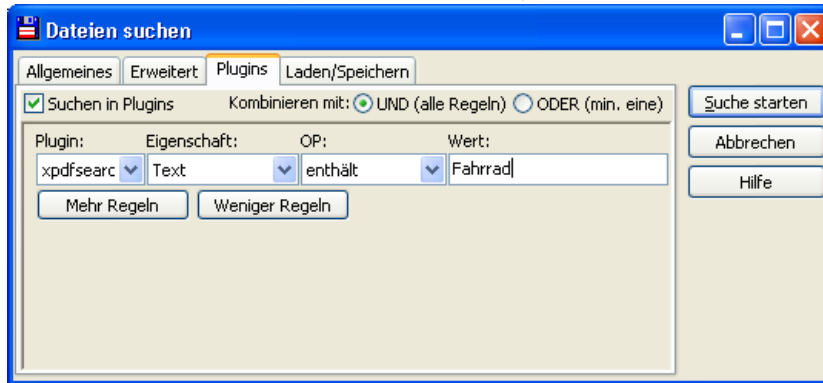 Dateien suchen
Allgemeines Erweitert Plugins Laden/Speichern
Suchen in Plugins Kombinieren mit: UND (alle Regeln) ODER (min. eine) Suche starten
Plugin: Eigenschaft: OP: Wert: Abbrechen
xpdfsearc Text enthält Fahrrad Hilfe
Mehr Regeln Weniger Regeln